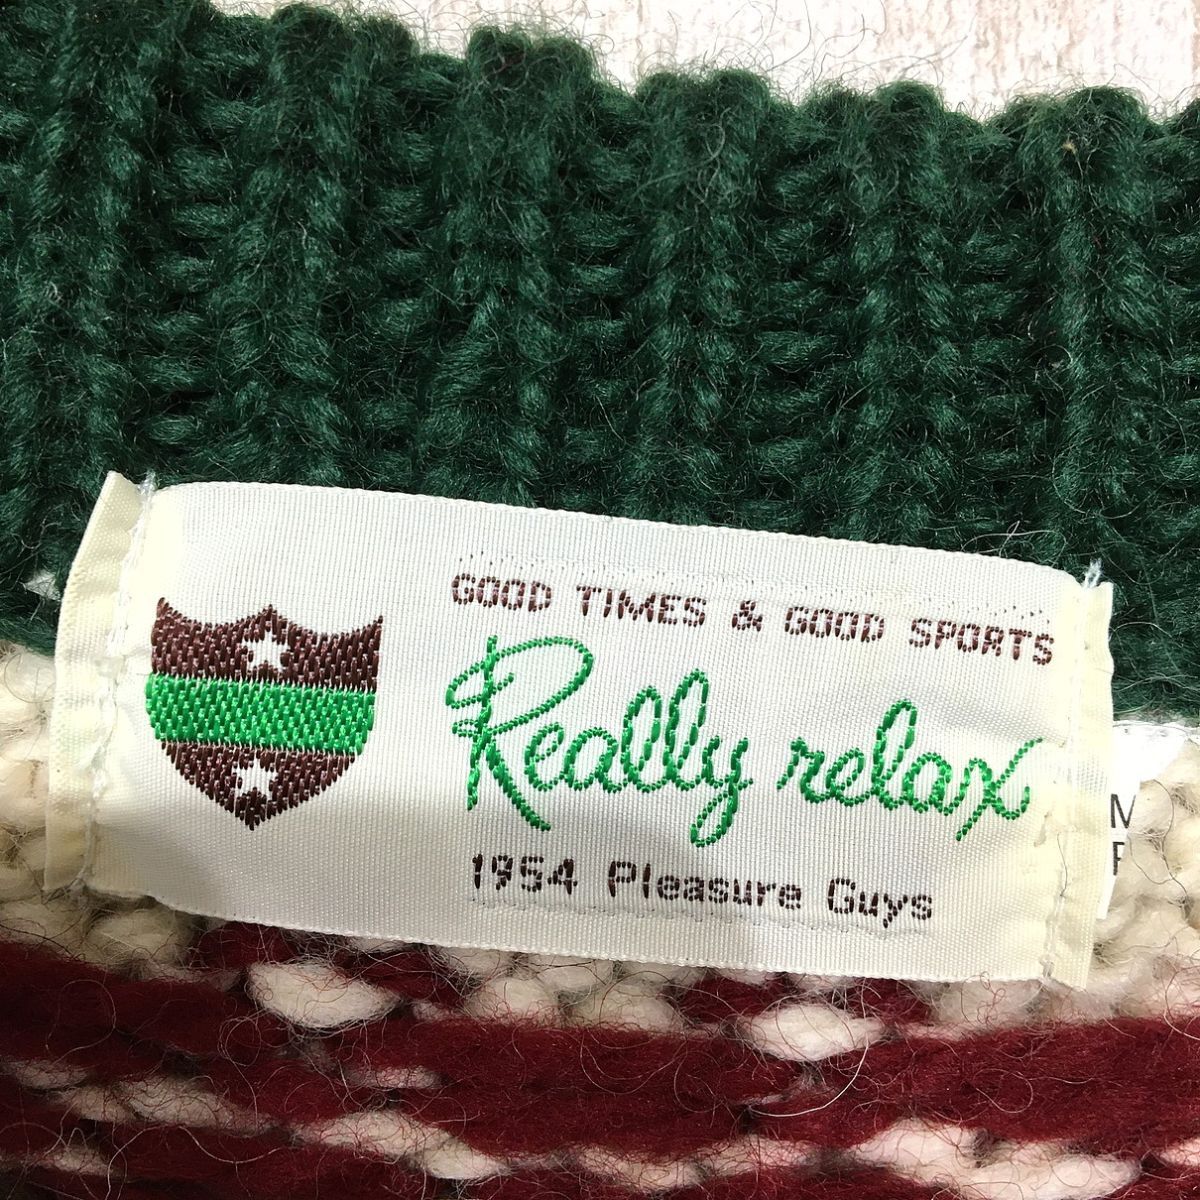 GOOD TIMES & GOOD SPORTS
Really relax
1954 Pleasure Guys
M